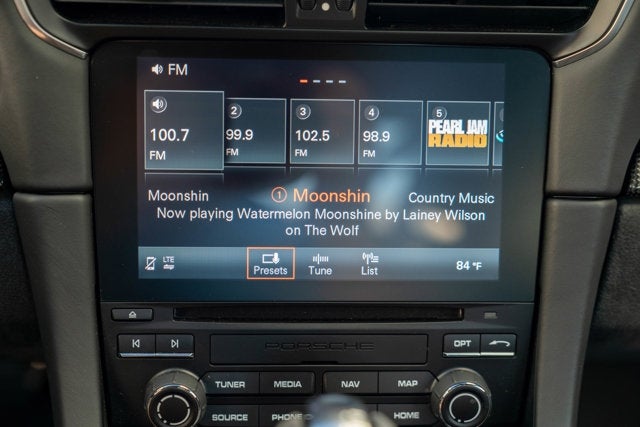 FM
1
2
3
4
5
100.7
FM
99.9
FM
102.5
FM
98.9
FM
PEARL JAM
RADIO
Moonshin
1 Moonshin
Country Music
Now playing Watermelon Moonshine by Lainey Wilson
on The Wolf
LTE
Presets
Tune
List
84 °F
PORSCHE
OPT
TUNER
MEDIA
NAV
MAP
SOURCE
PHONE
HOME